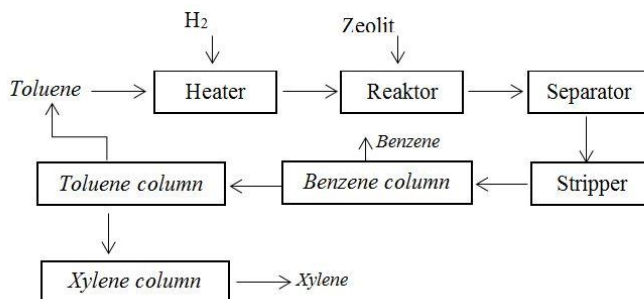 H2 Zeolit
Toluene Heater Reaktor Separator
Benzene
Toluene column Benzene column Stripper
Xylene column Xylene